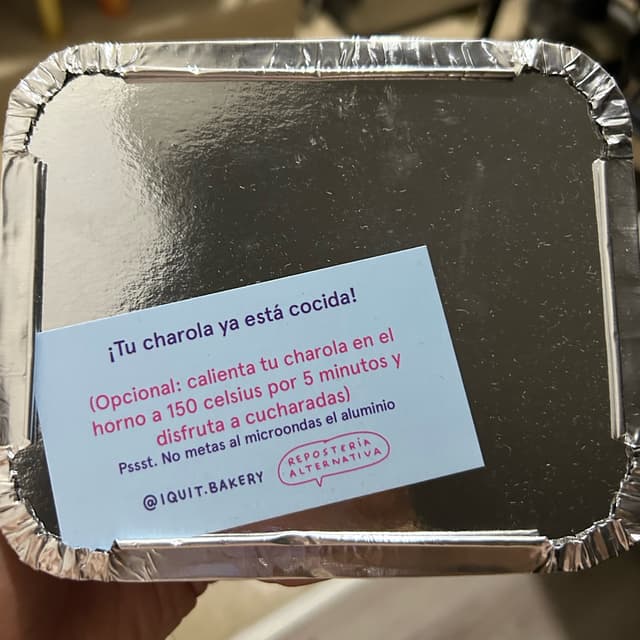 ¡Tu charola ya está cocida!
(Opcional: calienta tu charola en el
horno a 150 celsius por 5 minutos y
disfruta a cucharadas)
Pssst. No metas al microondas el aluminio
@IQUIT.BAKERY
REPOSTERÍA
ALTERNATIVA